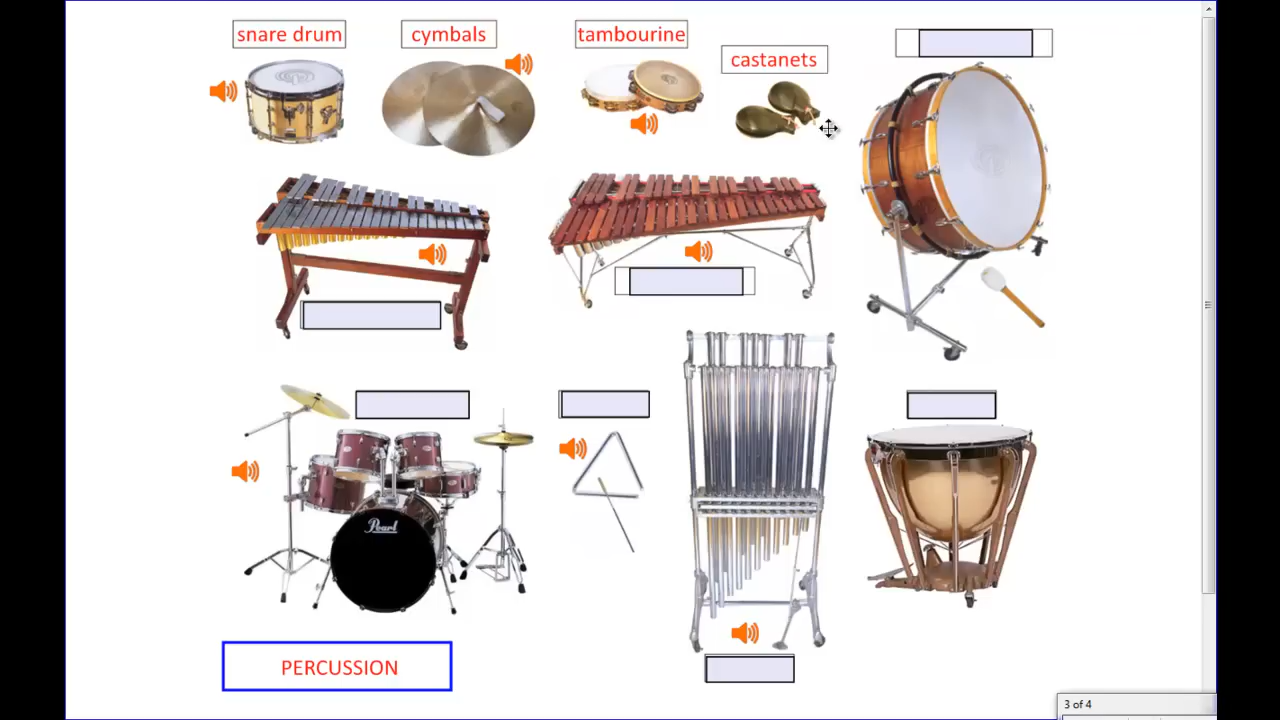 snare drum
cymbals
tambourine
castanets
Pearl
PERCUSSION
3 of 4